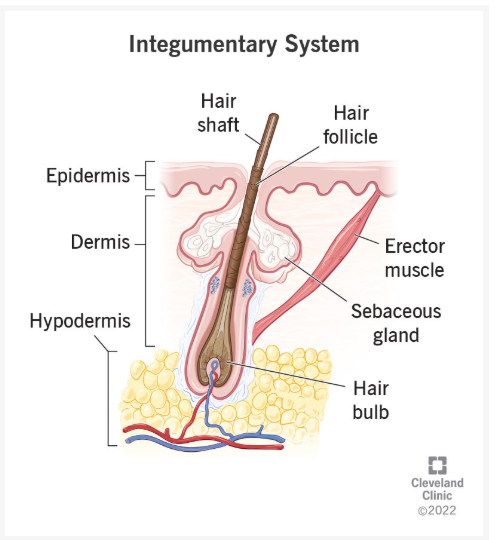 Integumentary System
Hair
shaft
Hair
follicle
Epidermis
Dermis
Erector
muscle
Sebaceous
gland
Hypodermis
Hair
bulb
Cleveland
Clinic
©2022